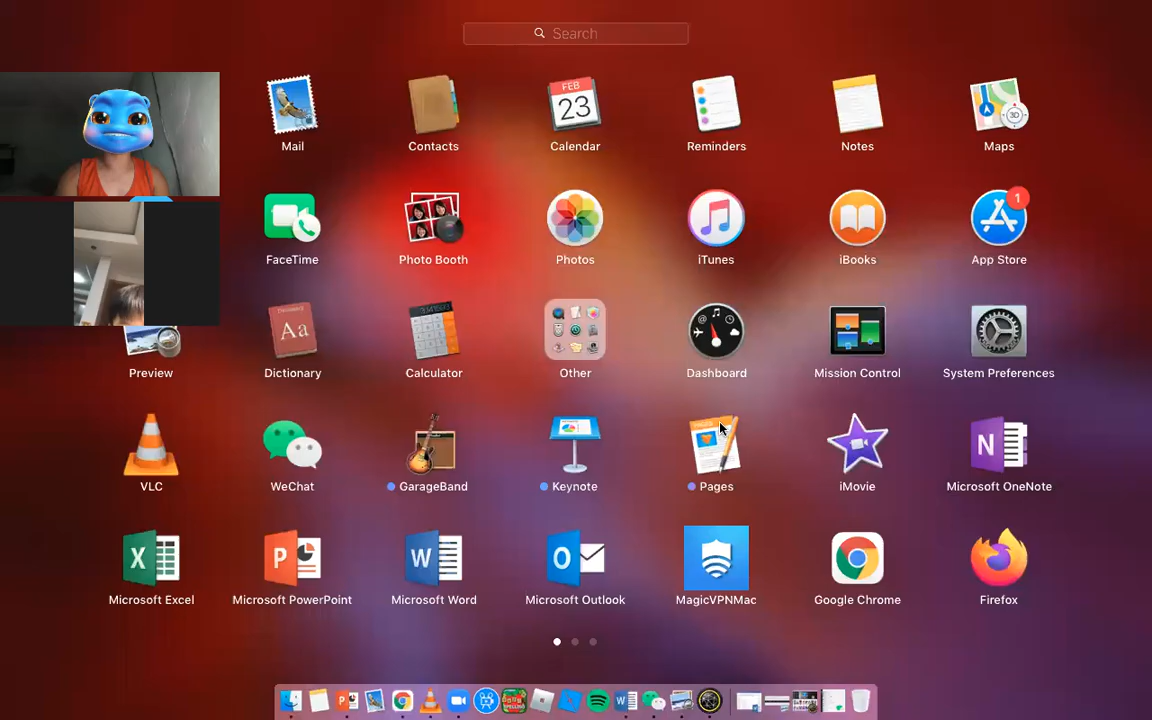 Search
FEB
23
3D
1
Mail
Contacts
Calendar
Reminders
Notes
Maps
FaceTime
Photo Booth
Photos
iTunes
iBooks
App Store
Aa
Preview
Dictionary
Calculator
Other
Dashboard
Mission Control
System Preferences
VLC
WeChat
GarageBand
Keynote
Pages
iMovie
Microsoft OneNote
N
X
P
W
O
Microsoft Excel
Microsoft PowerPoint
Microsoft Word
Microsoft Outlook
MagicVPNMac
Google Chrome
Firefox